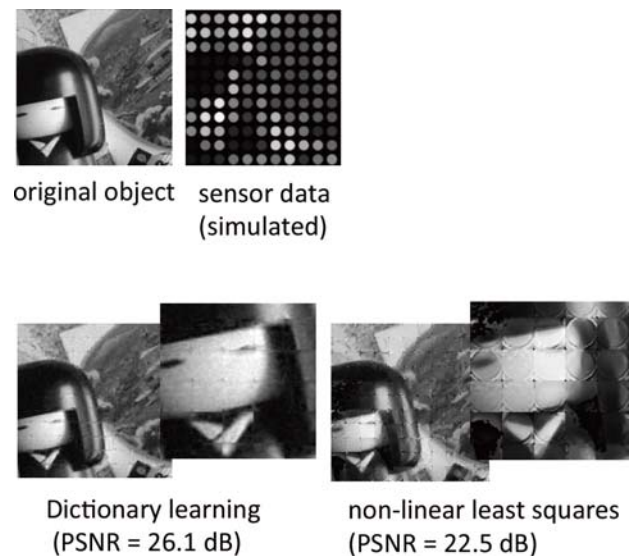 original object
sensor data
(simulated)
Dictionary learning
(PSNR = 26.1 dB)
non-linear least squares
(PSNR = 22.5 dB)